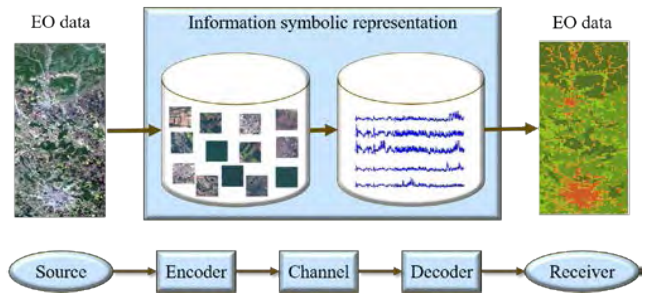 EO data
Information symbolic representation
EO data
Source
Encoder
Channel
Decoder
Receiver